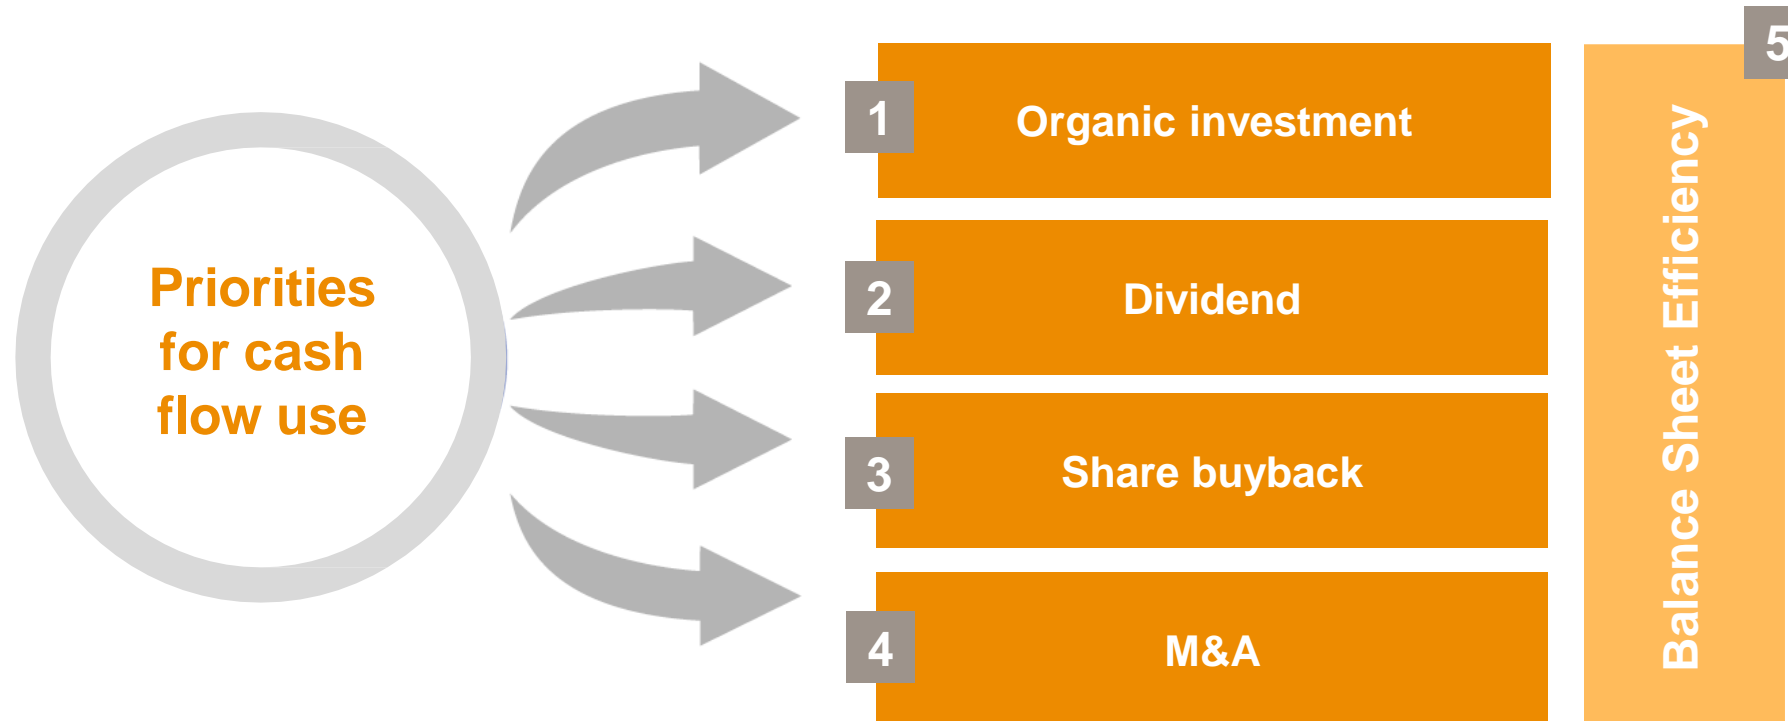 Priorities
for cash
flow use
1
Organic investment
2
Dividend
3
Share buyback
4
M&A
5
Balance Sheet Efficiency